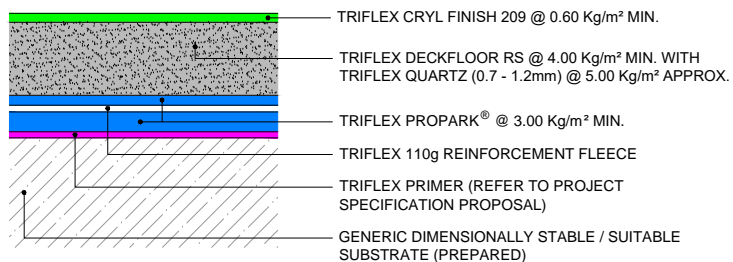 TRIFLEX CRYL FINISH 209 @ 0.60 Kg/m² MIN.
TRIFLEX DECKFLOOR RS @ 4.00 Kg/m² MIN. WITH
TRIFLEX QUARTZ (0.7 - 1.2mm) @ 5.00 Kg/m² APPROX.
TRIFLEX PROPARK® @ 3.00 Kg/m² MIN.
TRIFLEX 110g REINFORCEMENT FLEECE
TRIFLEX PRIMER (REFER TO PROJECT
SPECIFICATION PROPOSAL)
GENERIC DIMENSIONALLY STABLE / SUITABLE
SUBSTRATE (PREPARED)